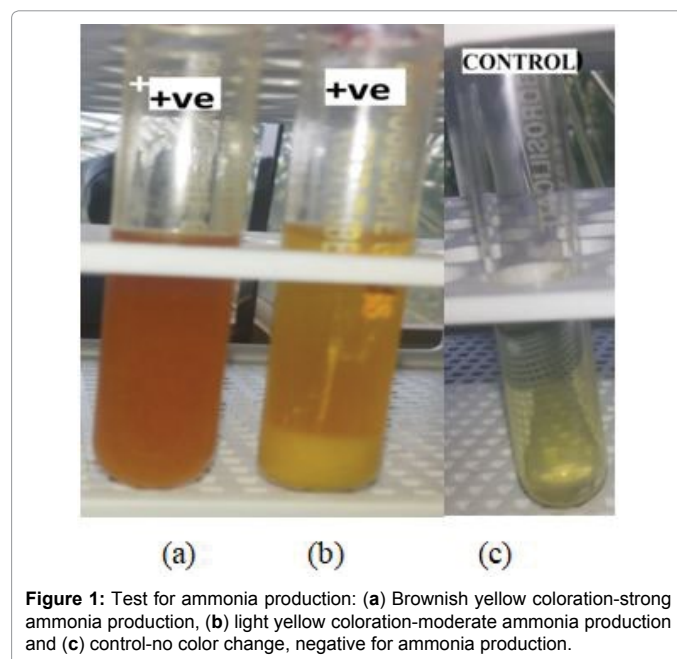 +
+ve
+ve
CONTROL
(a)
(b)
(c)
Figure 1: Test for ammonia production: (a) Brownish yellow coloration-strong
ammonia production, (b) light yellow coloration-moderate ammonia production
and (c) control-no color change, negative for ammonia production.